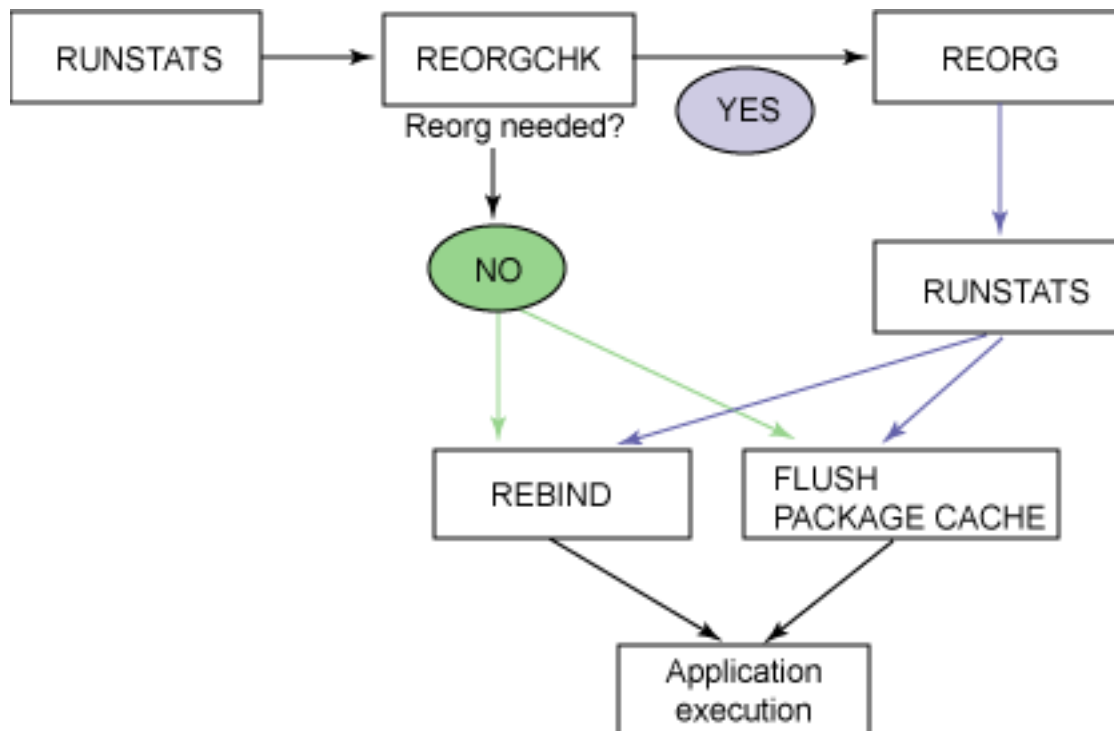 RUNSTATS
REORGCHK
REORG
YES
Reorg needed?
NO
RUNSTATS
REBIND
FLUSH
PACKAGE CACHE
Application
execution